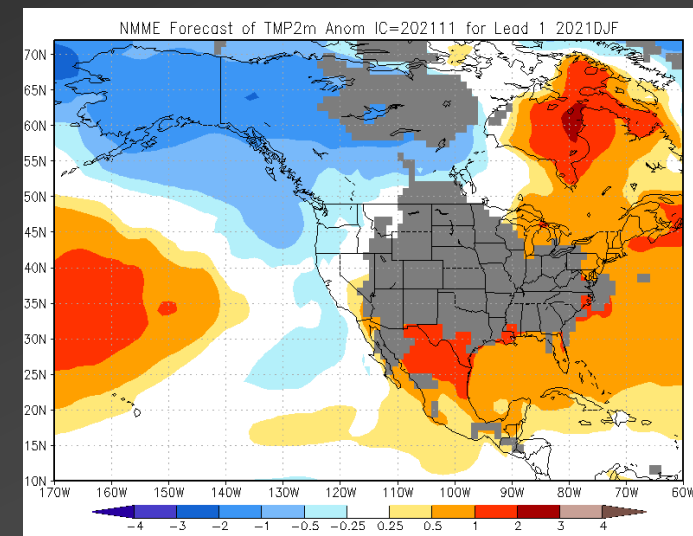 NMME Forecast of TMP2m Anom IC=202111 for Lead 1 2021DJF
70N
65N
60N
55N
50N
45N
40N
35N
30N
25N
20N
15N
10N
170W 160W 150W 140W 130W 120W 110W 100W 90W 80W 70W 60W
-4 -3 -2 -1 -0.5 -0.25 0.25 0.5 1 2 3 4